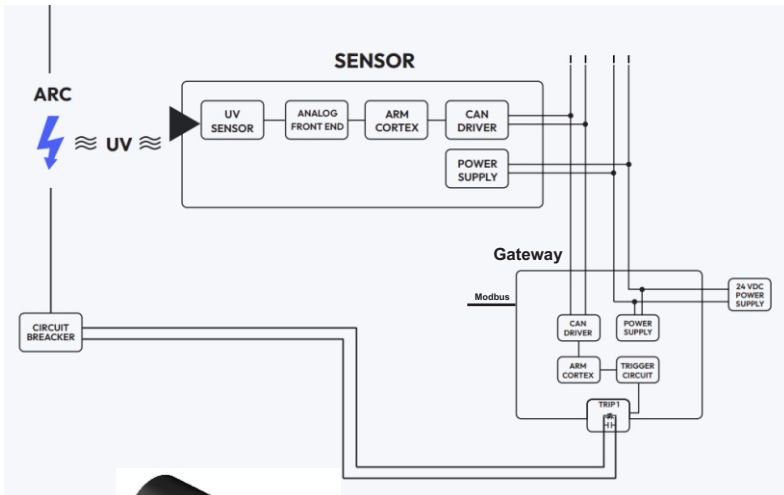 SENSOR
ARC
UV
UV
SENSOR
ANALOG
FRONT END
ARM
CORTEX
CAN
DRIVER
POWER
SUPPLY
Gateway
Modbus
24 VDC
POWER
SUPPLY
CIRCUIT
BREACKER
CAN
DRIVER
POWER
SUPPLY
ARM
CORTEX
TRIGGER
CIRCUIT
TRIP 1